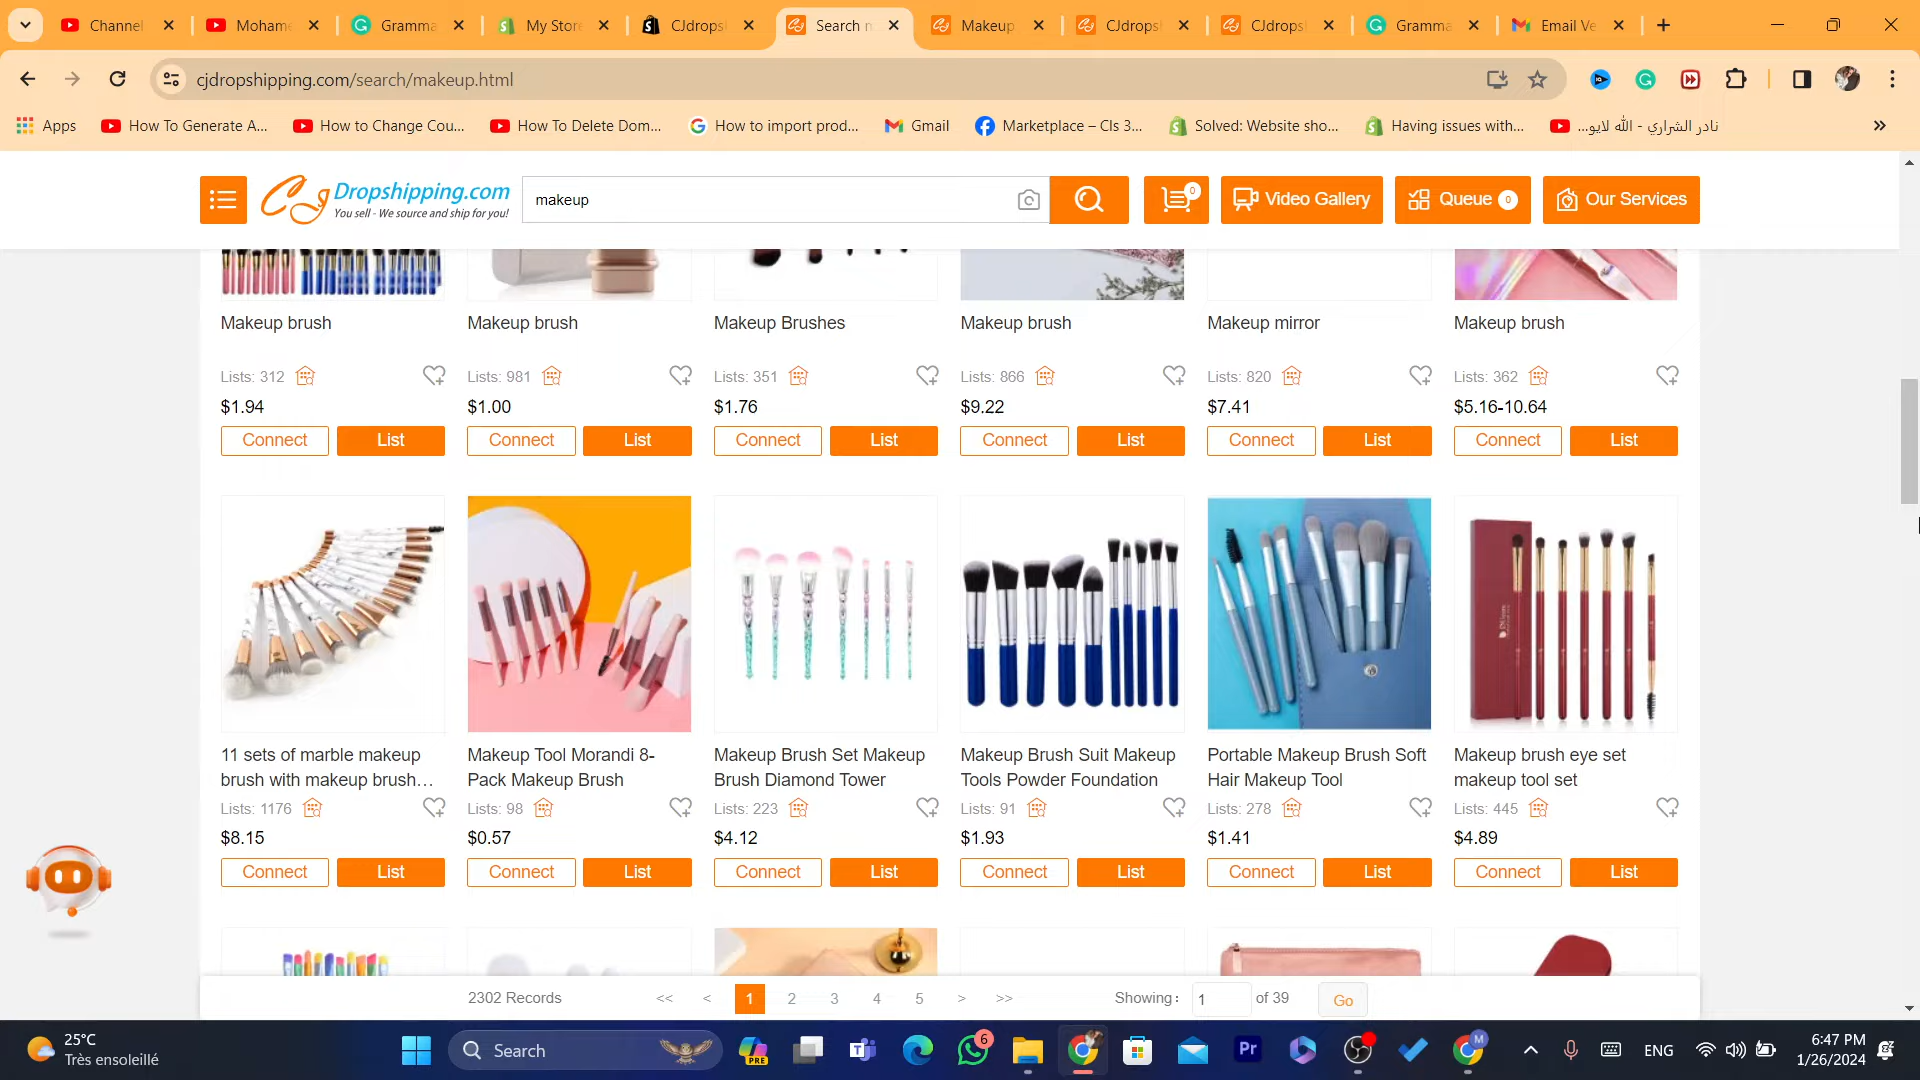 Channel
Mohame
Gramma
My Store
CJdrops
Search n
Makeup
CJdrops
CJdrops
Gramma
Email Ve
cjdropshipping.com/search/makeup.html
Apps
How To Generate A...
How to Change Cou...
How To Delete Dom...
How to import prod...
Gmail
Marketplace – Cls 3...
Solved: Website sho...
Having issues with...
نادر الشراري - الله لايو...
CJ Dropshipping.com
You sell - We source and ship for you!
makeup
0
Video Gallery
Queue 0
Our Services
Makeup brush
Makeup brush
Makeup Brushes
Makeup brush
Makeup mirror
Makeup brush
Lists: 312
Lists: 981
Lists: 351
Lists: 866
Lists: 820
Lists: 362
$1.94
$1.00
$1.76
$9.22
$7.41
$5.16-10.64
Connect List
Connect List
Connect List
Connect List
Connect List
Connect List
11 sets of marble makeup
brush with makeup brush...
Makeup Tool Morandi 8-
Pack Makeup Brush
Makeup Brush Set Makeup
Brush Diamond Tower
Makeup Brush Suit Makeup
Tools Powder Foundation
Portable Makeup Brush Soft
Hair Makeup Tool
Makeup brush eye set
makeup tool set
Lists: 1176
Lists: 98
Lists: 223
Lists: 91
Lists: 278
Lists: 445
$8.15
$0.57
$4.12
$1.93
$1.41
$4.89
Connect List
Connect List
Connect List
Connect List
Connect List
Connect List
2302 Records
<< < 1 2 3 4 5 > >>
Showing: 1 of 39 Go
25°C
Très ensoleillé
Search
PRE
6
Pr
M
ENG
6:47 PM
1/26/2024